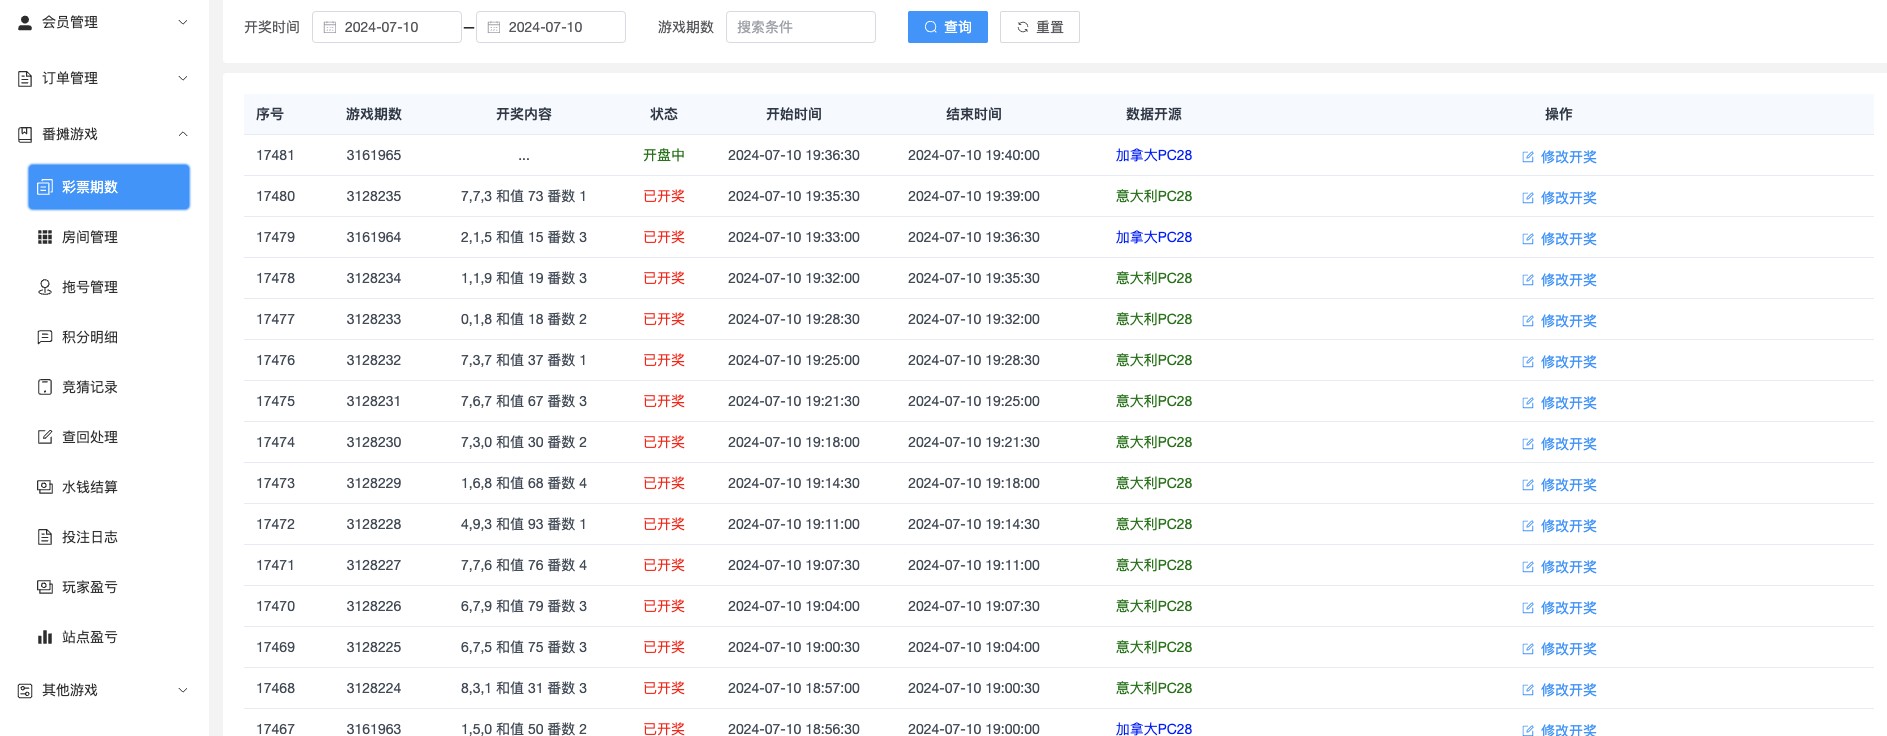 会员管理
订单管理
番摊游戏
彩票期数
房间管理
拖号管理
积分明细
竞猜记录
查回处理
水钱结算
投注日志
玩家盈亏
站点盈亏
其他游戏
开奖时间 2024-07-10 – 2024-07-10 游戏期数 搜索条件 查询 重置
序号 游戏期数 开奖内容 状态 开始时间 结束时间 数据开源 操作
17481 3161965 ... 开盘中 2024-07-10 19:36:30 2024-07-10 19:40:00 加拿大PC28 修改开奖
17480 3128235 7,7,3 和值 73 番数 1 已开奖 2024-07-10 19:35:30 2024-07-10 19:39:00 意大利PC28 修改开奖
17479 3161964 2,1,5 和值 15 番数 3 已开奖 2024-07-10 19:33:00 2024-07-10 19:36:30 加拿大PC28 修改开奖
17478 3128234 1,1,9 和值 19 番数 3 已开奖 2024-07-10 19:32:00 2024-07-10 19:35:30 意大利PC28 修改开奖
17477 3128233 0,1,8 和值 18 番数 2 已开奖 2024-07-10 19:28:30 2024-07-10 19:32:00 意大利PC28 修改开奖
17476 3128232 7,3,7 和值 37 番数 1 已开奖 2024-07-10 19:25:00 2024-07-10 19:28:30 意大利PC28 修改开奖
17475 3128231 7,6,7 和值 67 番数 3 已开奖 2024-07-10 19:21:30 2024-07-10 19:25:00 意大利PC28 修改开奖
17474 3128230 7,3,0 和值 30 番数 2 已开奖 2024-07-10 19:18:00 2024-07-10 19:21:30 意大利PC28 修改开奖
17473 3128229 1,6,8 和值 68 番数 4 已开奖 2024-07-10 19:14:30 2024-07-10 19:18:00 意大利PC28 修改开奖
17472 3128228 4,9,3 和值 93 番数 1 已开奖 2024-07-10 19:11:00 2024-07-10 19:14:30 意大利PC28 修改开奖
17471 3128227 7,7,6 和值 76 番数 4 已开奖 2024-07-10 19:07:30 2024-07-10 19:11:00 意大利PC28 修改开奖
17470 3128226 6,7,9 和值 79 番数 3 已开奖 2024-07-10 19:04:00 2024-07-10 19:07:30 意大利PC28 修改开奖
17469 3128225 6,7,5 和值 75 番数 3 已开奖 2024-07-10 19:00:30 2024-07-10 19:04:00 意大利PC28 修改开奖
17468 3128224 8,3,1 和值 31 番数 3 已开奖 2024-07-10 18:57:00 2024-07-10 19:00:30 意大利PC28 修改开奖
17467 3161963 1,5,0 和值 50 番数 2 已开奖 2024-07-10 18:56:30 2024-07-10 19:00:00 加拿大PC28 修改开奖